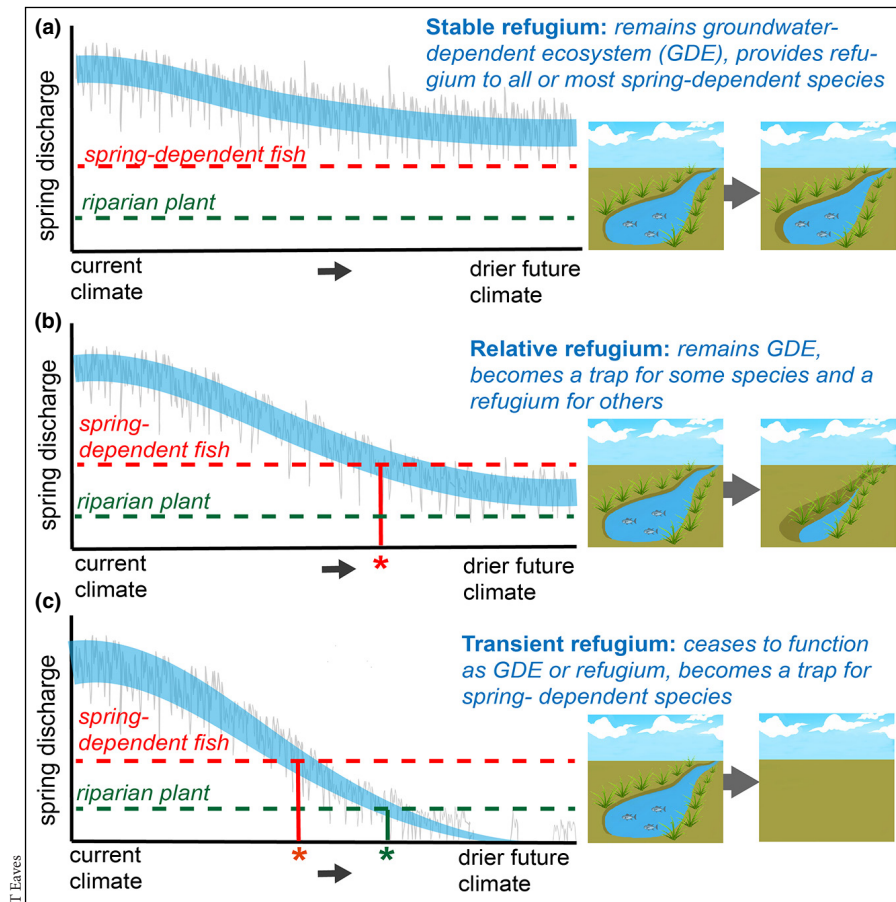 (a)
Stable refugium: remains groundwater-
dependent ecosystem (GDE), provides refu-
gium to all or most spring-dependent species
spring discharge
spring-dependent fish
riparian plant
current
climate
drier future
climate
(b)
Relative refugium: remains GDE,
becomes a trap for some species and a
refugium for others
spring discharge
spring-
dependent fish
riparian plant
*
current
climate
drier future
climate
(c)
Transient refugium: ceases to function
as GDE or refugium, becomes a trap for
spring- dependent species
spring discharge
spring-
dependent fish
riparian plant
* *
current
climate
drier future
climate
T Eaves